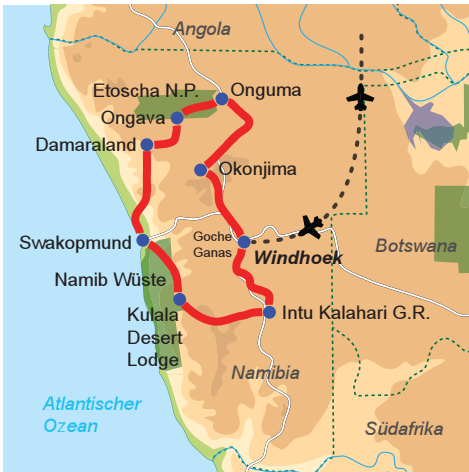 Angola
Etoscha N.P.
Onguma
Ongava
Damaraland
Okonjima
Swakopmund
Goche
Ganas
Windhoek
Botswana
Namib Wüste
Kulala
Desert
Lodge
Intu Kalahari G.R.
Namibia
Atlantischer
Ozean
Südafrika